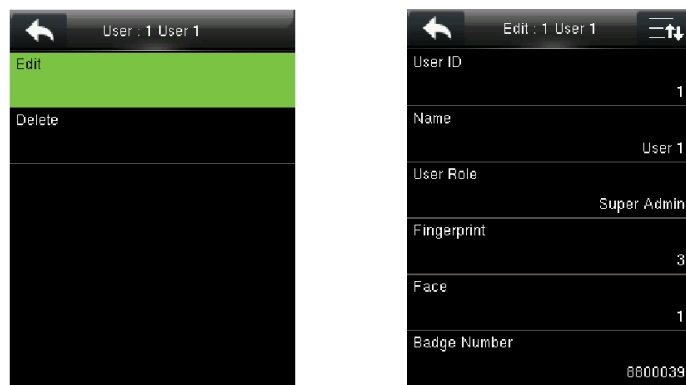 User : 1 User 1
Edit
Delete
Edit : 1 User 1
User ID
1
Name
User 1
User Role
Super Admin
Fingerprint
3
Face
1
Badge Number
8800039